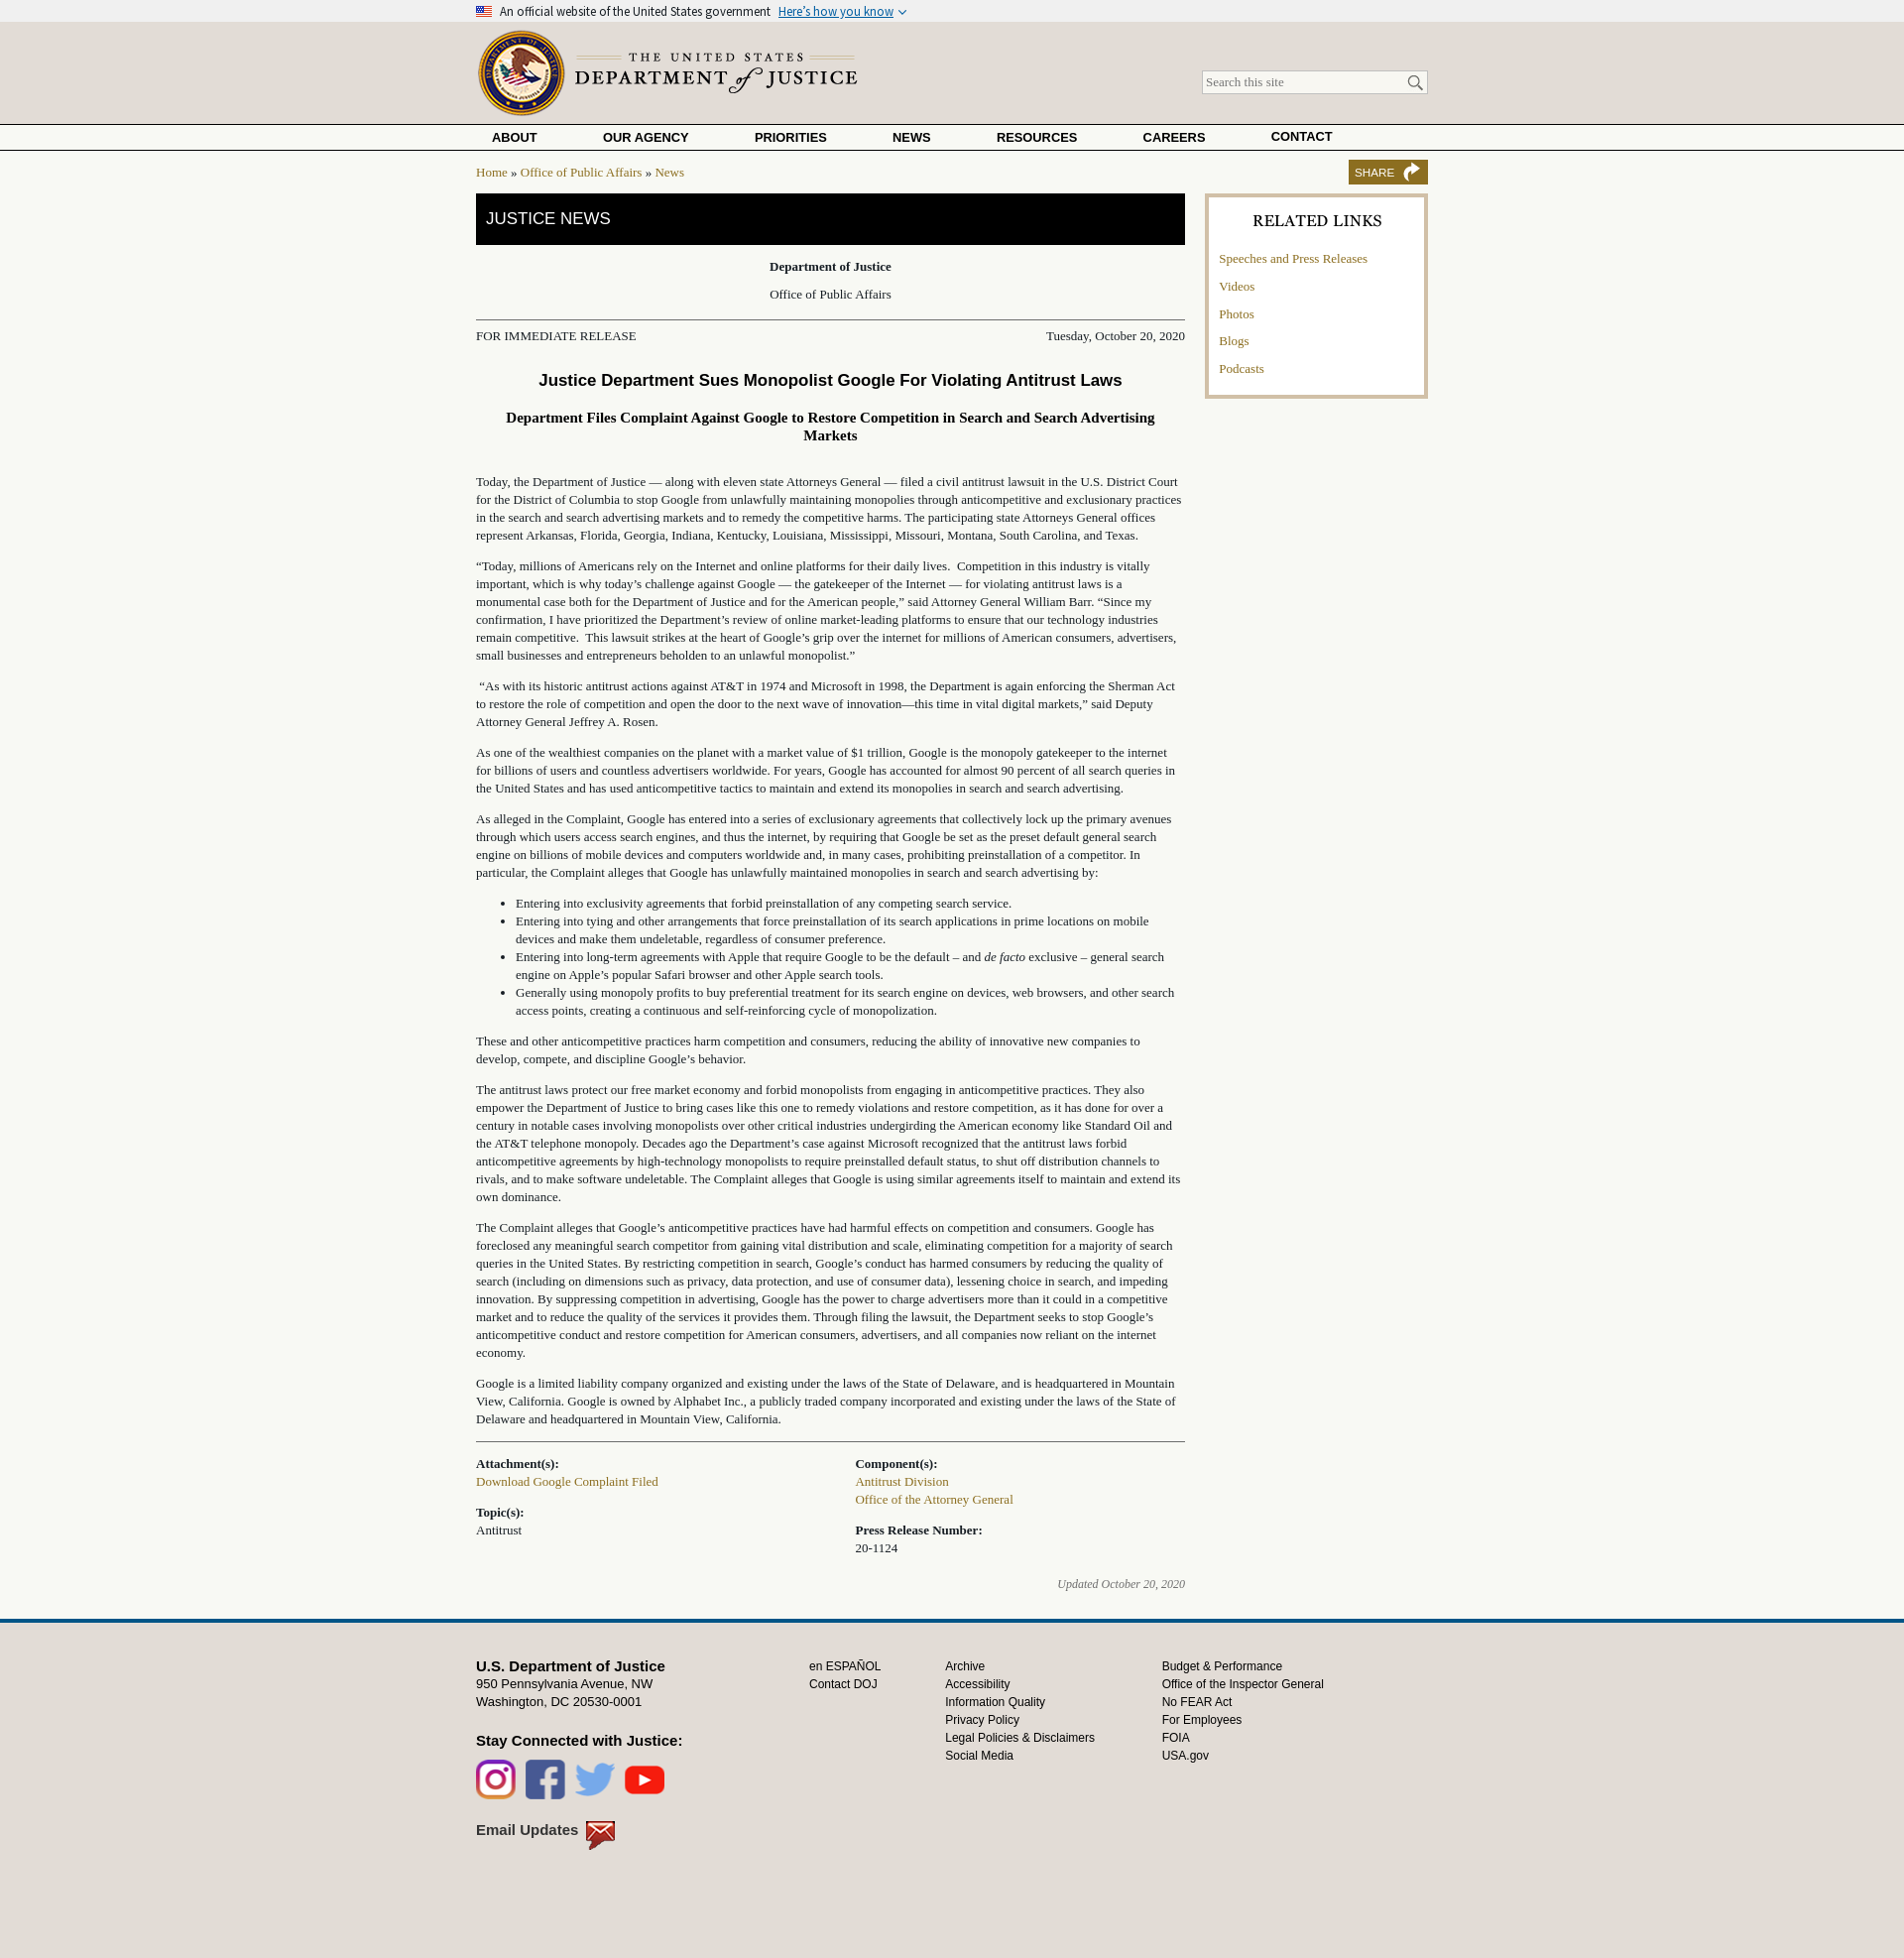 An official website of the United States government Here’s how you know
THE UNITED STATES
DEPARTMENT of JUSTICE
Search this site
ABOUT OUR AGENCY PRIORITIES NEWS RESOURCES CAREERS CONTACT
Home » Office of Public Affairs » News
SHARE
JUSTICE NEWS
Department of Justice
Office of Public Affairs
FOR IMMEDIATE RELEASE Tuesday, October 20, 2020
Justice Department Sues Monopolist Google For Violating Antitrust Laws
Department Files Complaint Against Google to Restore Competition in Search and Search Advertising
Markets
Today, the Department of Justice — along with eleven state Attorneys General — filed a civil antitrust lawsuit in the U.S. District Court
for the District of Columbia to stop Google from unlawfully maintaining monopolies through anticompetitive and exclusionary practices
in the search and search advertising markets and to remedy the competitive harms. The participating state Attorneys General offices
represent Arkansas, Florida, Georgia, Indiana, Kentucky, Louisiana, Mississippi, Missouri, Montana, South Carolina, and Texas.
“Today, millions of Americans rely on the Internet and online platforms for their daily lives.  Competition in this industry is vitally
important, which is why today’s challenge against Google — the gatekeeper of the Internet — for violating antitrust laws is a
monumental case both for the Department of Justice and for the American people,” said Attorney General William Barr. “Since my
confirmation, I have prioritized the Department’s review of online market-leading platforms to ensure that our technology industries
remain competitive.  This lawsuit strikes at the heart of Google’s grip over the internet for millions of American consumers, advertisers,
small businesses and entrepreneurs beholden to an unlawful monopolist.”
“As with its historic antitrust actions against AT&T in 1974 and Microsoft in 1998, the Department is again enforcing the Sherman Act
to restore the role of competition and open the door to the next wave of innovation—this time in vital digital markets,” said Deputy
Attorney General Jeffrey A. Rosen.
As one of the wealthiest companies on the planet with a market value of $1 trillion, Google is the monopoly gatekeeper to the internet
for billions of users and countless advertisers worldwide. For years, Google has accounted for almost 90 percent of all search queries in
the United States and has used anticompetitive tactics to maintain and extend its monopolies in search and search advertising.
As alleged in the Complaint, Google has entered into a series of exclusionary agreements that collectively lock up the primary avenues
through which users access search engines, and thus the internet, by requiring that Google be set as the preset default general search
engine on billions of mobile devices and computers worldwide and, in many cases, prohibiting preinstallation of a competitor. In
particular, the Complaint alleges that Google has unlawfully maintained monopolies in search and search advertising by:
• Entering into exclusivity agreements that forbid preinstallation of any competing search service.
• Entering into tying and other arrangements that force preinstallation of its search applications in prime locations on mobile
devices and make them undeletable, regardless of consumer preference.
• Entering into long-term agreements with Apple that require Google to be the default – and de facto exclusive – general search
engine on Apple’s popular Safari browser and other Apple search tools.
• Generally using monopoly profits to buy preferential treatment for its search engine on devices, web browsers, and other search
access points, creating a continuous and self-reinforcing cycle of monopolization.
These and other anticompetitive practices harm competition and consumers, reducing the ability of innovative new companies to
develop, compete, and discipline Google’s behavior.
The antitrust laws protect our free market economy and forbid monopolists from engaging in anticompetitive practices. They also
empower the Department of Justice to bring cases like this one to remedy violations and restore competition, as it has done for over a
century in notable cases involving monopolists over other critical industries undergirding the American economy like Standard Oil and
the AT&T telephone monopoly. Decades ago the Department’s case against Microsoft recognized that the antitrust laws forbid
anticompetitive agreements by high-technology monopolists to require preinstalled default status, to shut off distribution channels to
rivals, and to make software undeletable. The Complaint alleges that Google is using similar agreements itself to maintain and extend its
own dominance.
The Complaint alleges that Google’s anticompetitive practices have had harmful effects on competition and consumers. Google has
foreclosed any meaningful search competitor from gaining vital distribution and scale, eliminating competition for a majority of search
queries in the United States. By restricting competition in search, Google’s conduct has harmed consumers by reducing the quality of
search (including on dimensions such as privacy, data protection, and use of consumer data), lessening choice in search, and impeding
innovation. By suppressing competition in advertising, Google has the power to charge advertisers more than it could in a competitive
market and to reduce the quality of the services it provides them. Through filing the lawsuit, the Department seeks to stop Google’s
anticompetitive conduct and restore competition for American consumers, advertisers, and all companies now reliant on the internet
economy.
Google is a limited liability company organized and existing under the laws of the State of Delaware, and is headquartered in Mountain
View, California. Google is owned by Alphabet Inc., a publicly traded company incorporated and existing under the laws of the State of
Delaware and headquartered in Mountain View, California.
Attachment(s):
Download Google Complaint Filed
Topic(s):
Antitrust
Component(s):
Antitrust Division
Office of the Attorney General
Press Release Number:
20-1124
Updated October 20, 2020
RELATED LINKS
Speeches and Press Releases
Videos
Photos
Blogs
Podcasts
U.S. Department of Justice
950 Pennsylvania Avenue, NW
Washington, DC 20530-0001
Stay Connected with Justice:
Email Updates
en ESPAÑOL
Contact DOJ
Archive
Accessibility
Information Quality
Privacy Policy
Legal Policies & Disclaimers
Social Media
Budget & Performance
Office of the Inspector General
No FEAR Act
For Employees
FOIA
USA.gov